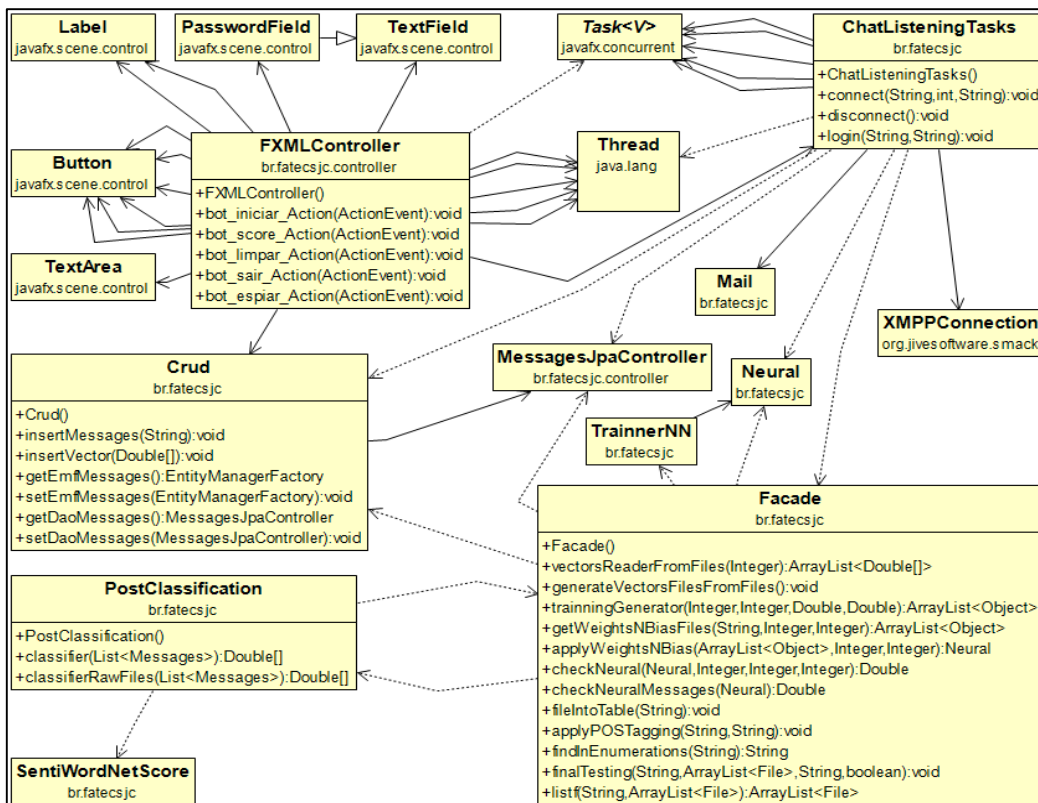 Label
javafx.scene.control
PasswordField
javafx.scene.control
TextField
javafx.scene.control
Task<V>
javafx.concurrent
ChatListeningTasks
br.fatecsjc
+ChatListeningTasks()
+connect(String,int,String):void
+disconnect():void
+login(String,String):void
Button
javafx.scene.control
FXMLController
br.fatecsjc.controller
+FXMLController()
+bot_iniciar_Action(ActionEvent):void
+bot_score_Action(ActionEvent):void
+bot_limpar_Action(ActionEvent):void
+bot_sair_Action(ActionEvent):void
+bot_espiar_Action(ActionEvent):void
Thread
java.lang
TextArea
javafx.scene.control
Mail
br.fatecsjc
XMPPConnection
org.jivesoftware.smack
Crud
br.fatecsjc
+Crud()
+insertMessages(String):void
+insertVector(Double[]):void
+getEmfMessages():EntityManagerFactory
+setEmfMessages(EntityManagerFactory):void
+getDaoMessages():MessagesJpaController
+setDaoMessages(MessagesJpaController):void
MessagesJpaController
br.fatecsjc.controller
Neural
br.fatecsjc
TrainnerNN
br.fatecsjc
Facade
br.fatecsjc
+Facade()
+vectorsReaderFromFiles(Integer):ArrayList<Double[]>
+generateVectorsFilesFromFiles():void
+trainningGenerator(Integer,Integer,Double,Double):ArrayList<Object>
+getWeightsNBiasFiles(String,Integer,Integer):ArrayList<Object>
+applyWeightsNBias(ArrayList<Object>,Integer,Integer):Neural
+checkNeural(Neural,Integer,Integer,Integer):Double
+checkNeuralMessages(Neural):Double
+fileIntoTable(String):void
+applyPOSTagging(String,String):void
+findInEnumerations(String):String
+finalTesting(String,ArrayList<File>,String,boolean):void
+listf(String,ArrayList<File>):ArrayList<File>
PostClassification
br.fatecsjc
+PostClassification()
+classifier(List<Messages>):Double[]
+classifierRawFiles(List<Messages>):Double[]
SentiWordNetScore
br.fatecsjc